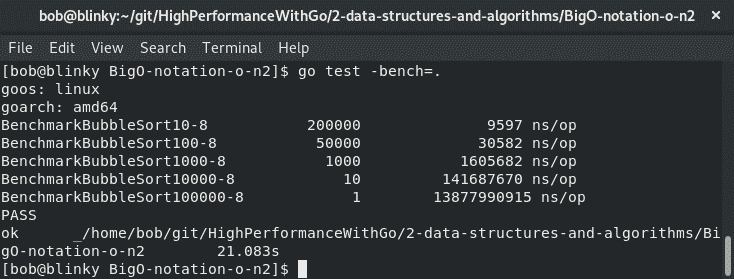 bob@blinky:~/git/HighPerformanceWithGo/2-data-structures-and-algorithms/BigO-notation-o-n2 ×
File Edit View Search Terminal Help
[bob@blinky BigO-notation-o-n2]$ go test -bench=.
goos: linux
goarch: amd64
BenchmarkBubbleSort10-8 200000 9597 ns/op
BenchmarkBubbleSort100-8 50000 30582 ns/op
BenchmarkBubbleSort1000-8 1000 1605682 ns/op
BenchmarkBubbleSort10000-8 10 141687670 ns/op
BenchmarkBubbleSort100000-8 1 13877990915 ns/op
PASS
ok _/home/bob/git/HighPerformanceWithGo/2-data-structures-and-algorithms/Bi
gO-notation-o-n2 21.083s
[bob@blinky BigO-notation-o-n2]$